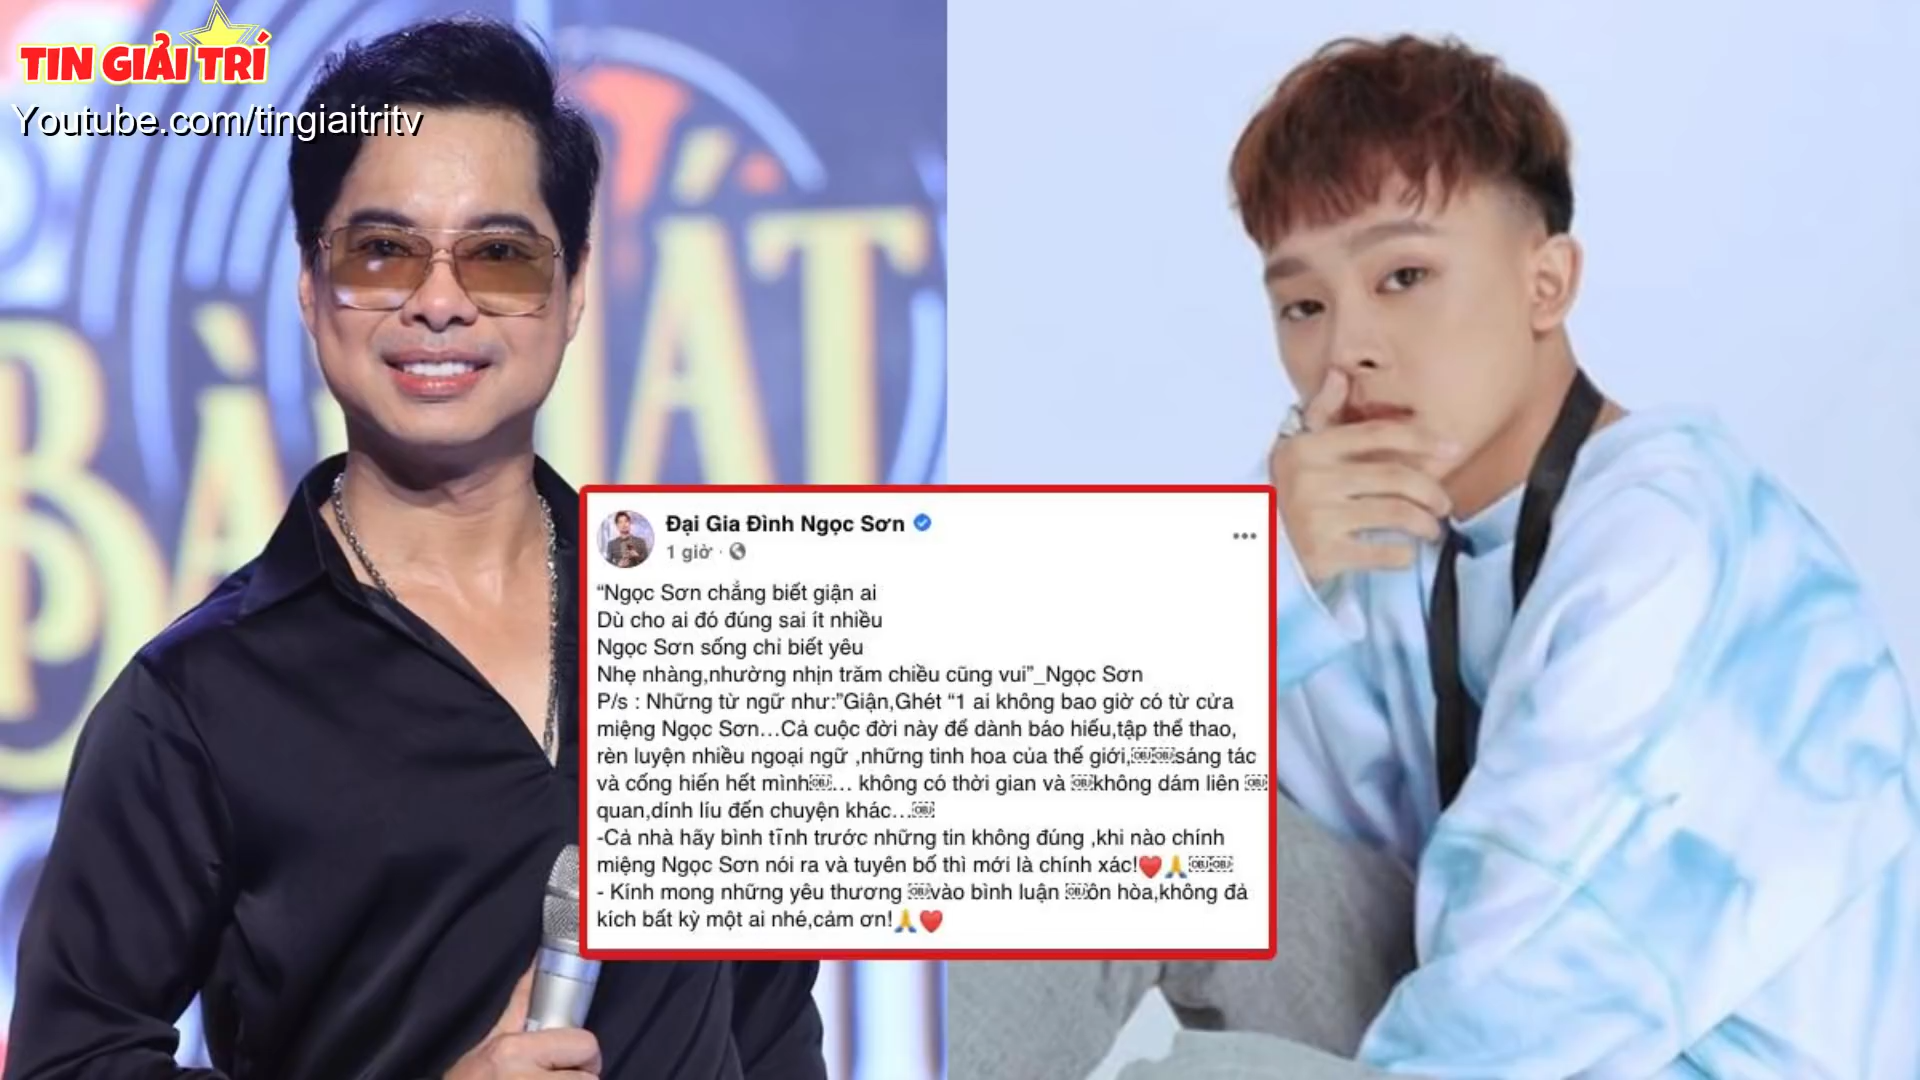 TIN GIẢI TRÍ
Youtube.com/tingiaitritv
BÀI HÁT
Đại Gia Đình Ngọc Sơn
1 giờ ·
“Ngọc Sơn chẳng biết giận ai
Dù cho ai đó đúng sai ít nhiều
Ngọc Sơn sống chỉ biết yêu
Nhẹ nhàng,nhường nhịn trăm chiều cũng vui”_Ngọc Sơn
P/s : Những từ ngữ như:”Giận,Ghét “1 ai không bao giờ có từ cửa
miệng Ngọc Sơn...Cả cuộc đời này để dành báo hiếu,tập thể thao,
rèn luyện nhiều ngoại ngữ ,những tinh hoa của thế giới,￼￼sáng tác
và cống hiến hết mình￼... không có thời gian và ￼không dám liên ￼
quan,dính líu đến chuyện khác...￼
-Cả nhà hãy bình tĩnh trước những tin không đúng ,khi nào chính
miệng Ngọc Sơn nói ra và tuyên bố thì mới là chính xác!❤️🙏￼￼
- Kính mong những yêu thương ￼vào bình luận ￼ôn hòa,không đả
kích bất kỳ một ai nhé,cảm ơn!🙏❤️